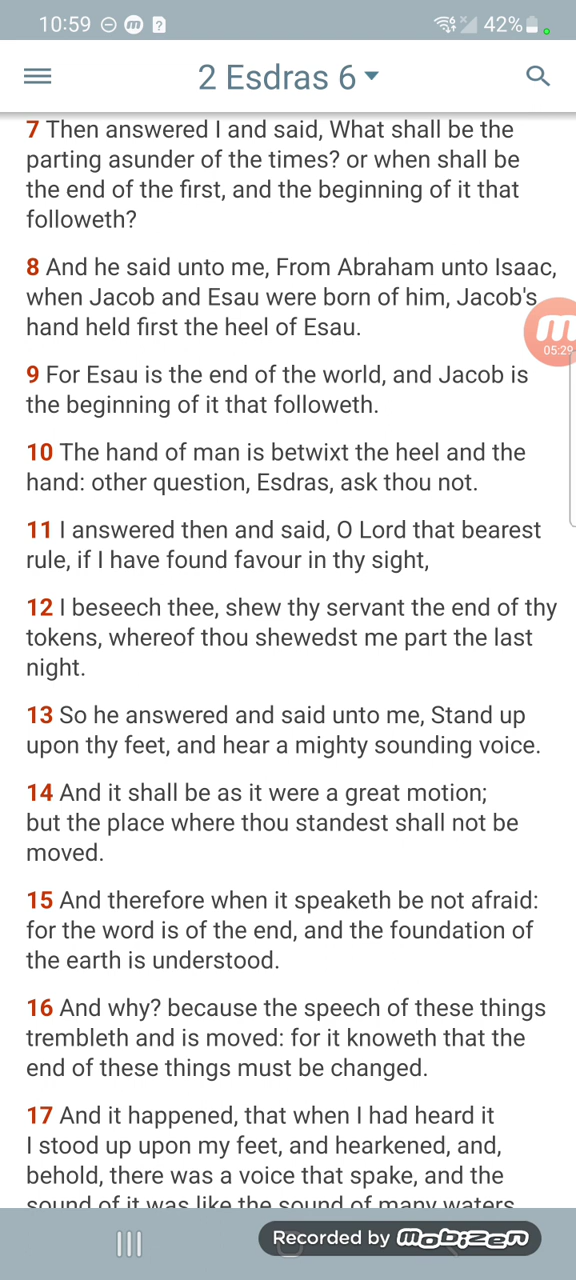 10:59 m ? 6 42%
2 Esdras 6
7 Then answered I and said, What shall be the
parting asunder of the times? or when shall be
the end of the first, and the beginning of it that
followeth?
8 And he said unto me, From Abraham unto Isaac,
when Jacob and Esau were born of him, Jacob's
hand held first the heel of Esau.
m
05:29
9 For Esau is the end of the world, and Jacob is
the beginning of it that followeth.
10 The hand of man is betwixt the heel and the
hand: other question, Esdras, ask thou not.
11 I answered then and said, O Lord that bearest
rule, if I have found favour in thy sight,
12 I beseech thee, shew thy servant the end of thy
tokens, whereof thou shewedst me part the last
night.
13 So he answered and said unto me, Stand up
upon thy feet, and hear a mighty sounding voice.
14 And it shall be as it were a great motion;
but the place where thou standest shall not be
moved.
15 And therefore when it speaketh be not afraid:
for the word is of the end, and the foundation of
the earth is understood.
16 And why? because the speech of these things
trembleth and is moved: for it knoweth that the
end of these things must be changed.
17 And it happened, that when I had heard it
I stood up upon my feet, and hearkened, and,
behold, there was a voice that spake, and the
sound of it was like the sound of many waters
Recorded by mobizen